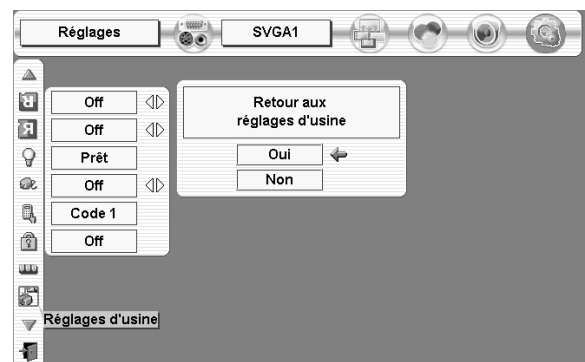 Réglages
SVGA1
Off
Off
Prêt
Off
Code 1
Off
Retour aux
réglages d'usine
Oui
Non
Réglages d'usine